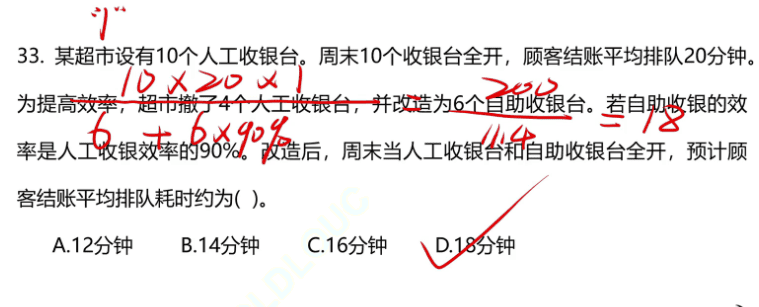 "1"
33. 某超市设有10个人工收银台。周末10个收银台全开，顾客结账平均排队20分钟。
10×20×1 = 200 = 18
为提高效率，超市撤了4个人工收银台，并改造为6个自助收银台。若自助收银的效
6 + 6×90% 11.4
率是人工收银效率的90%。改造后，周末当人工收银台和自助收银台全开，预计顾
客结账平均排队耗时约为( )。
A.12分钟 B.14分钟 C.16分钟 D.18分钟